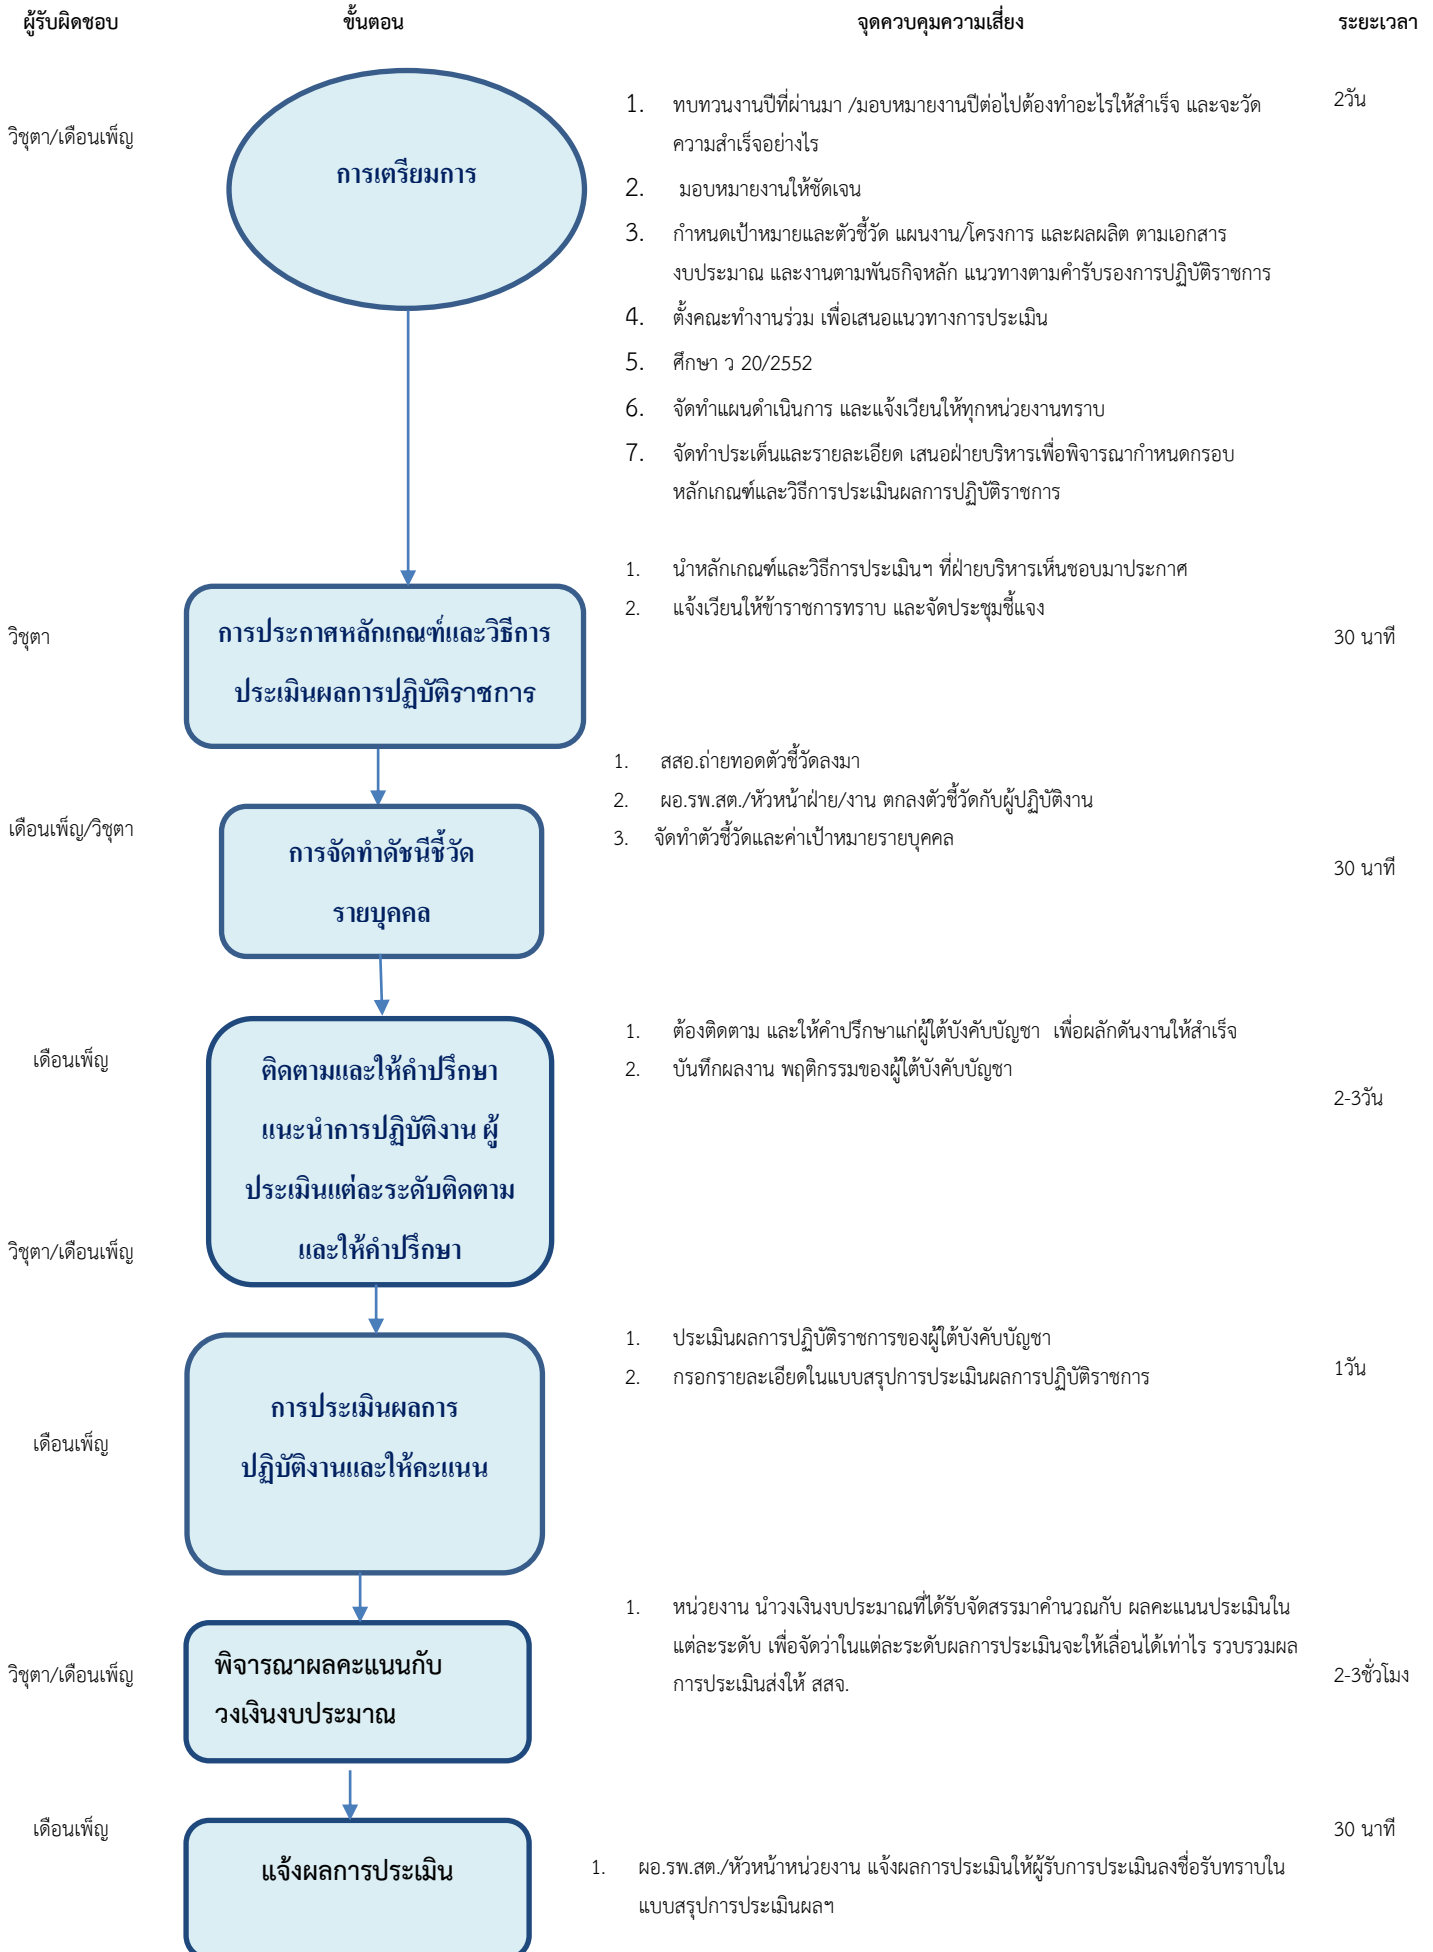 ผู้รับผิดชอบ ขั้นตอน จุดควบคุมความเสี่ยง ระยะเวลา
วิชุตา/เดือนเพ็ญ
การเตรียมการ
1. ทบทวนงานปีที่ผ่านมา /มอบหมายงานปีต่อไปต้องทำอะไรให้สำเร็จ และจะวัด
ความสำเร็จอย่างไร
2. มอบหมายงานให้ชัดเจน
3. กำหนดเป้าหมายและตัวชี้วัด แผนงาน/โครงการ และผลผลิต ตามเอกสาร
งบประมาณ และงานตามพันธกิจหลัก แนวทางตามคำรับรองการปฏิบัติราชการ
4. ตั้งคณะทำงานร่วม เพื่อเสนอแนวทางการประเมิน
5. ศึกษา ว 20/2552
6. จัดทำแผนดำเนินการ และแจ้งเวียนให้ทุกหน่วยงานทราบ
7. จัดทำประเด็นและรายละเอียด เสนอฝ่ายบริหารเพื่อพิจารณากำหนดกรอบ
หลักเกณฑ์และวิธีการประเมินผลการปฏิบัติราชการ
2วัน
วิชุตา
การประกาศหลักเกณฑ์และวิธีการ
ประเมินผลการปฏิบัติราชการ
1. นำหลักเกณฑ์และวิธีการประเมินฯ ที่ฝ่ายบริหารเห็นชอบมาประกาศ
2. แจ้งเวียนให้ข้าราชการทราบ และจัดประชุมชี้แจง
30 นาที
เดือนเพ็ญ/วิชุตา
การจัดทำดัชนีชี้วัด
รายบุคคล
1. สสอ.ถ่ายทอดตัวชี้วัดลงมา
2. ผอ.รพ.สต./หัวหน้าฝ่าย/งาน ตกลงตัวชี้วัดกับผู้ปฏิบัติงาน
3. จัดทำตัวชี้วัดและค่าเป้าหมายรายบุคคล
30 นาที
เดือนเพ็ญ
ติดตามและให้คำปรึกษา
แนะนำการปฏิบัติงาน ผู้
ประเมินแต่ละระดับติดตาม
และให้คำปรึกษา
1. ต้องติดตาม และให้คำปรึกษาแก่ผู้ใต้บังคับบัญชา เพื่อผลักดันงานให้สำเร็จ
2. บันทึกผลงาน พฤติกรรมของผู้ใต้บังคับบัญชา
2-3วัน
วิชุตา/เดือนเพ็ญ
การประเมินผลการ
ปฏิบัติงานและให้คะแนน
1. ประเมินผลการปฏิบัติราชการของผู้ใต้บังคับบัญชา
2. กรอกรายละเอียดในแบบสรุปการประเมินผลการปฏิบัติราชการ
1วัน
เดือนเพ็ญ
พิจารณาผลคะแนนกับ
วงเงินงบประมาณ
1. หน่วยงาน นำวงเงินงบประมาณที่ได้รับจัดสรรมาคำนวณกับ ผลคะแนนประเมินใน
แต่ละระดับ เพื่อจัดว่าในแต่ละระดับผลการประเมินจะให้เลื่อนได้เท่าไร รวบรวมผล
การประเมินส่งให้ สสจ.
วิชุตา/เดือนเพ็ญ
2-3ชั่วโมง
เดือนเพ็ญ
แจ้งผลการประเมิน
30 นาที
1. ผอ.รพ.สต./หัวหน้าหน่วยงาน แจ้งผลการประเมินให้ผู้รับการประเมินลงชื่อรับทราบใน
แบบสรุปการประเมินผลฯ